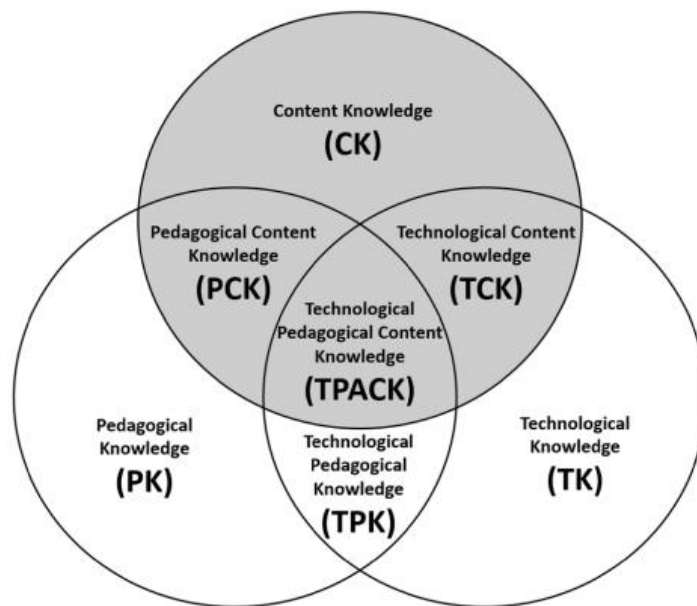 Content Knowledge
(CK)
Pedagogical Content
Knowledge
(PCK)
Technological Content
Knowledge
(TCK)
Technological
Pedagogical Content
Knowledge
(TPACK)
Pedagogical
Knowledge
(PK)
Technological
Pedagogical
Knowledge
(TPK)
Technological
Knowledge
(TK)